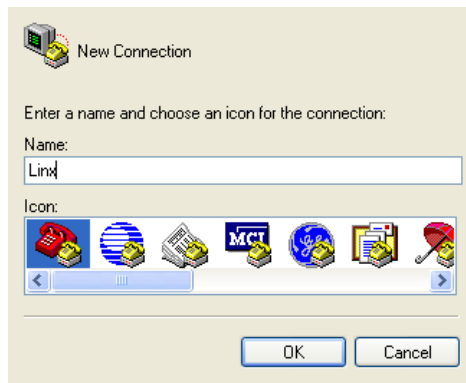 New Connection
Enter a name and choose an icon for the connection:
Name:
Linx
Icon:
MCI
OK
Cancel